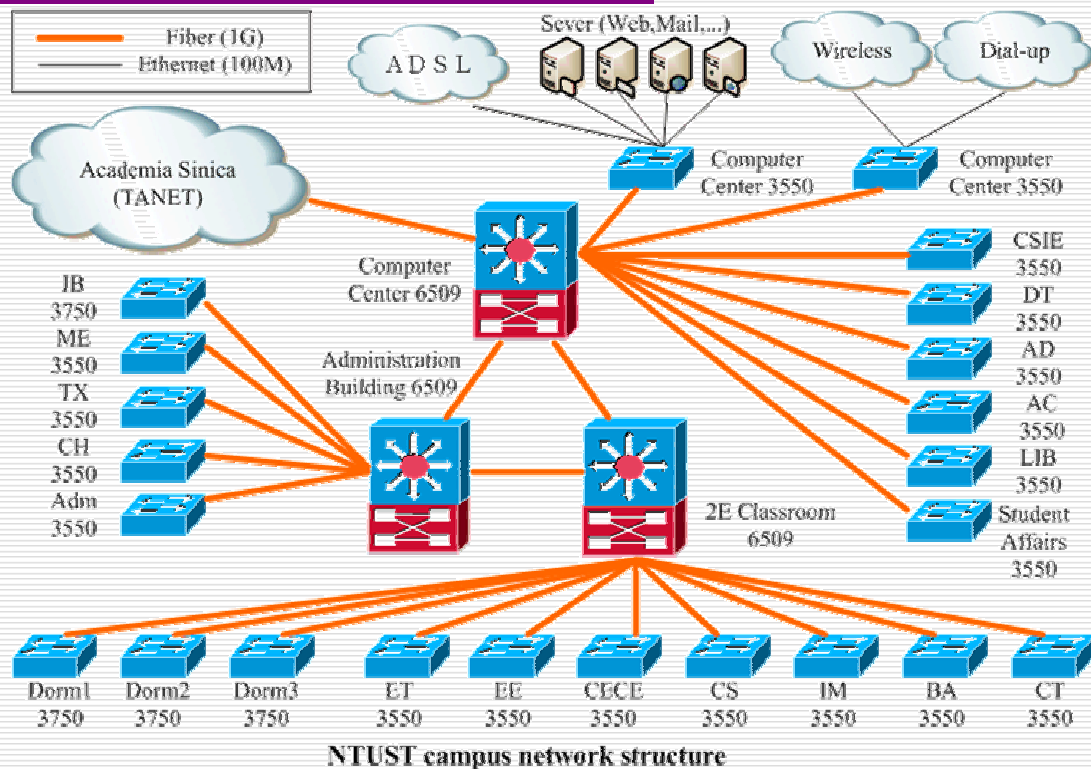 Fiber (1G)
Ethernet (100M)
A D S L
Sever (Web,Mail,...)
Wireless
Dial-up
Academia Sinica
(TANET)
Computer
Center 3550
Computer
Center 3550
Computer
Center 6509
Administration
Building 6509
2E Classroom
6509
IB
3750
ME
3550
TX
3550
CH
3550
Adm
3550
CSIE
3550
DT
3550
AD
3550
AC
3550
LIB
3550
Student
Affairs
3550
Dorm1
3750
Dorm2
3750
Dorm3
3750
ET
3550
EE
3550
CECE
3550
CS
3550
IM
3550
BA
3550
CT
3550
NTUST campus network structure